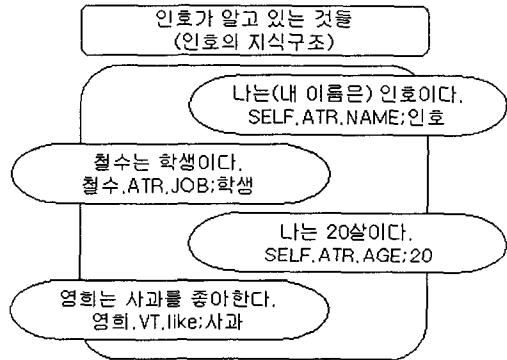 인호가 알고 있는 것들
(인호의 지식구조)
나는(내 이름은) 인호이다.
SELF.ATR.NAME;인호
철수는 학생이다.
철수.ATR.JOB;학생
나는 20살이다.
SELF.ATR.AGE;20
영희는 사과를 좋아한다.
영희.VT.like;사과